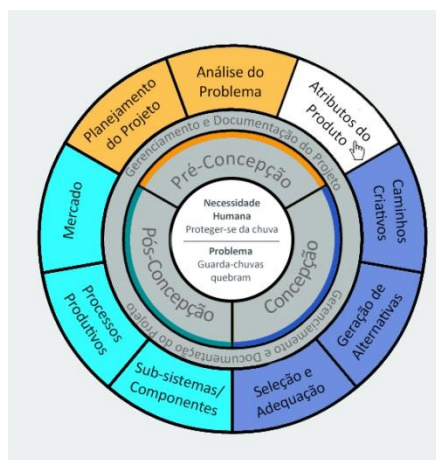 Análise do
Problema
Atributos do
Produto
Caminhos
Criativos
Geração de
Alternativas
Seleção e
Adequação
Sub-sistemas/
Componentes
Processos
Produtivos
Mercado
Planejamento
do Projeto
Gerenciamento e Documentação do Projeto
Gerenciamento e Documentação do Projeto
Pré-Concepção
Concepção
Pós-Concepção
Necessidade
Humana
Proteger-se da chuva
Problema
Guarda-chuvas
quebram